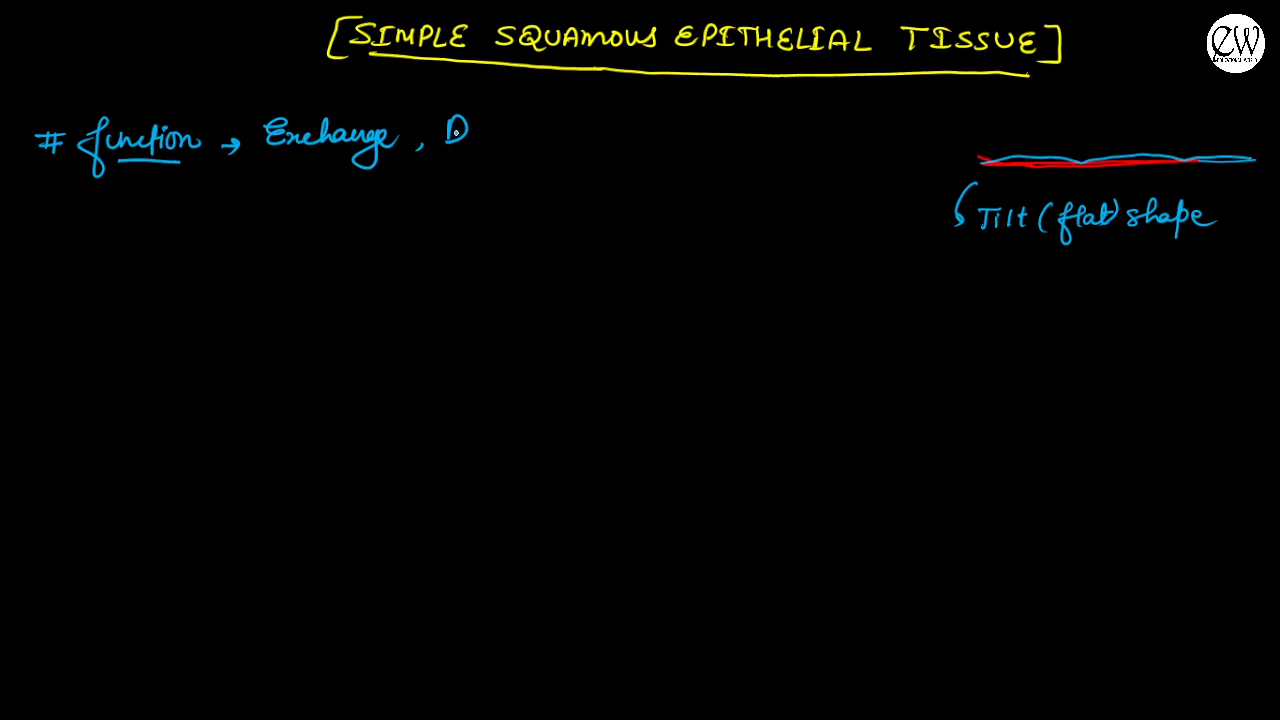 [SIMPLE SQUAMOUS EPITHELIAL TISSUE]
# function → Exchange, D
Tilt (flat) shape